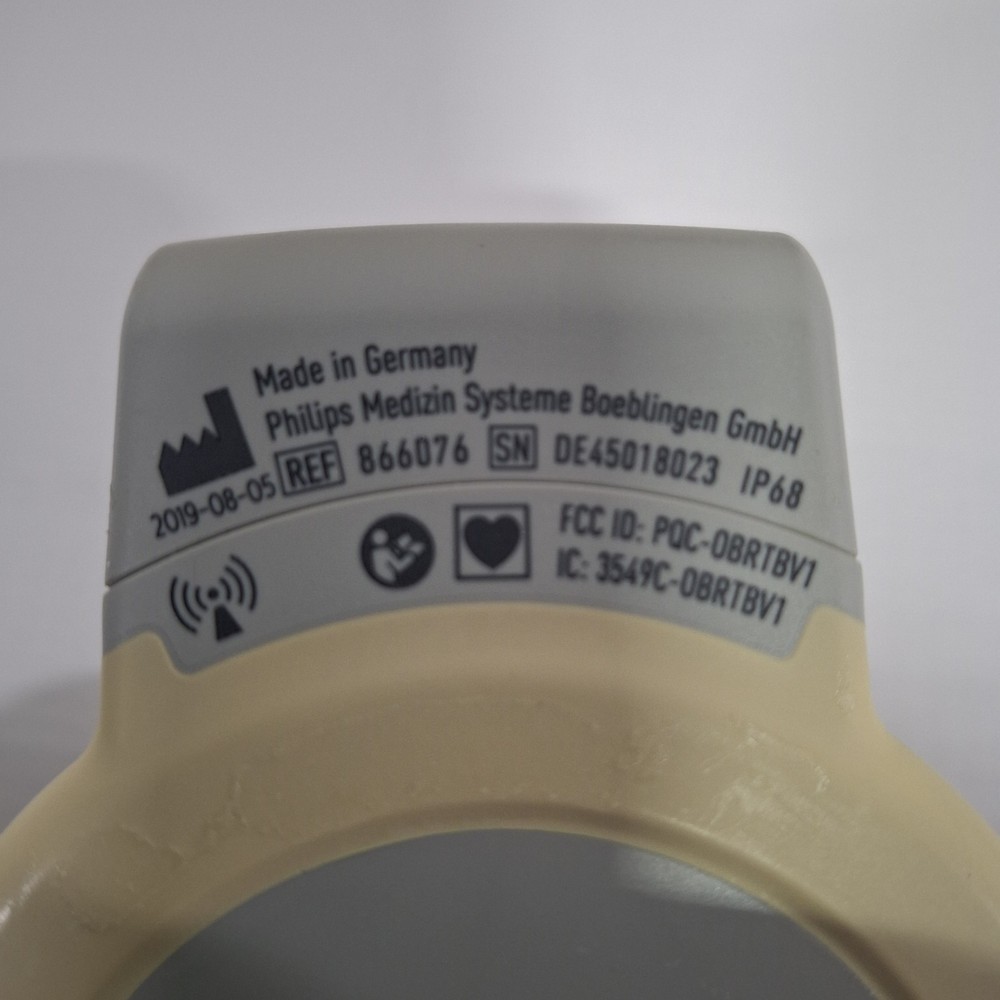 Made in Germany
Philips Medizin Systeme Boeblingen GmbH
REF 866076 SN DE45018023 IP68
2019-08-05
FCC ID: PQC-OBRTBV1
IC: 3549C-OBRTBV1